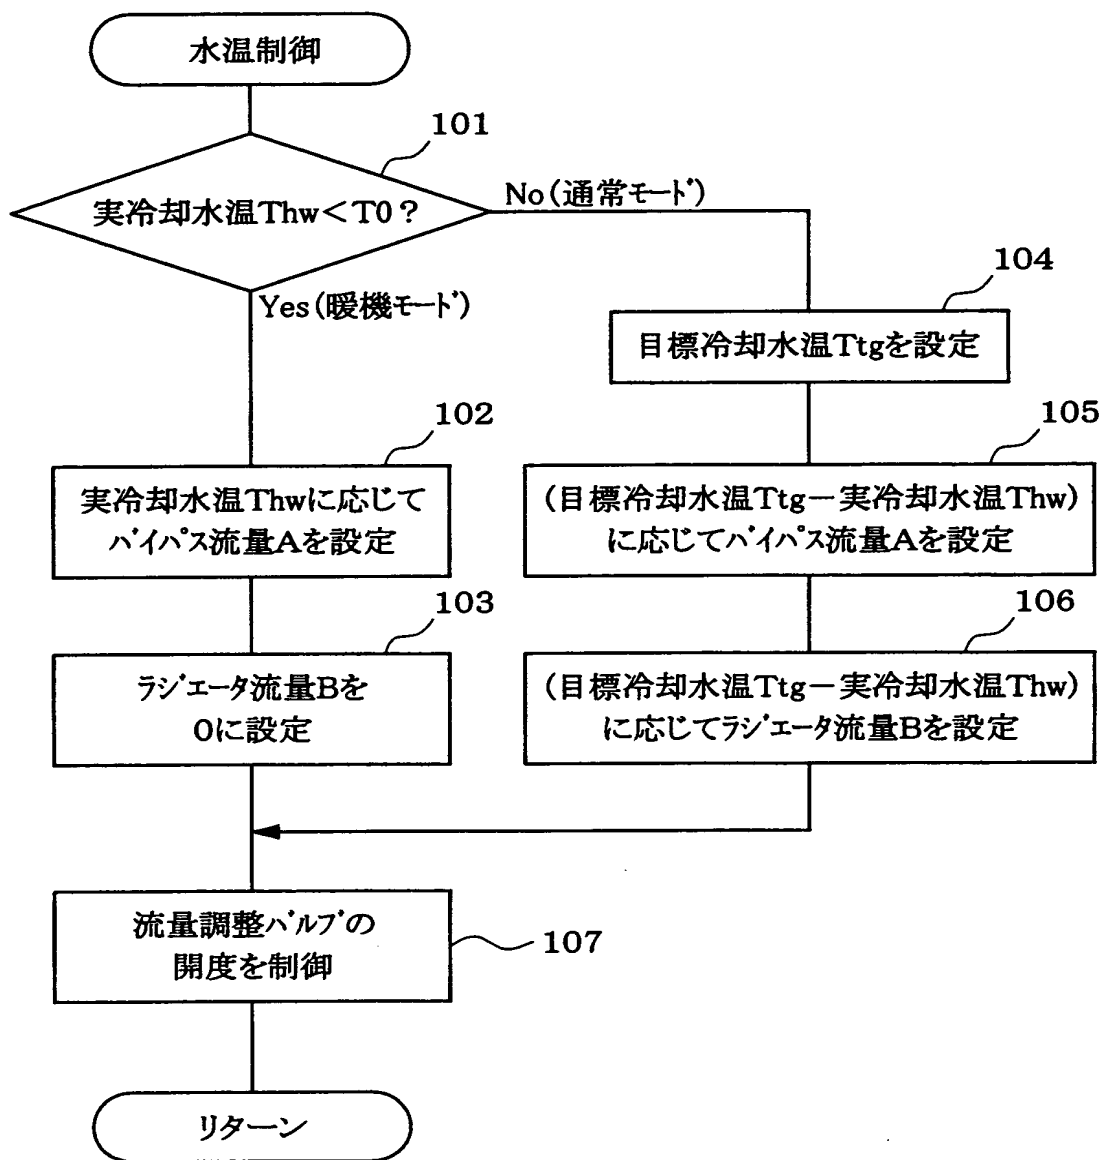 水温制御
101
実冷却水温Thw<T0?
No(通常モード)
Yes(暖機モード)
104
目標冷却水温Ttgを設定
102
実冷却水温Thwに応じて
バイパス流量Aを設定
105
(目標冷却水温Ttg-実冷却水温Thw)
に応じてバイパス流量Aを設定
103
ラジエータ流量Bを
0に設定
106
(目標冷却水温Ttg-実冷却水温Thw)
に応じてラジエータ流量Bを設定
流量調整バルブの
開度を制御
107
リターン